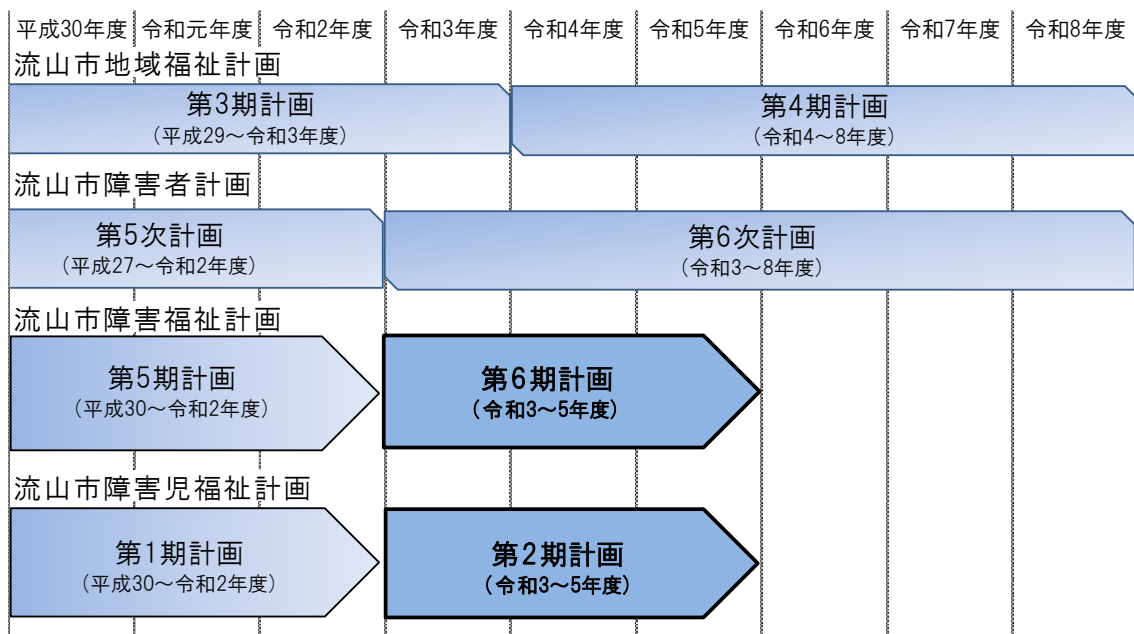 平成30年度 令和元年度 令和2年度 令和3年度 令和4年度 令和5年度 令和6年度 令和7年度 令和8年度
流山市地域福祉計画
第3期計画 第4期計画
（平成29～令和3年度） （令和4～8年度）
流山市障害者計画
第5次計画 第6次計画
（平成27～令和2年度） （令和3～8年度）
流山市障害福祉計画
第5期計画 第6期計画
（平成30～令和2年度） （令和3～5年度）
流山市障害児福祉計画
第1期計画 第2期計画
（平成30～令和2年度） （令和3～5年度）